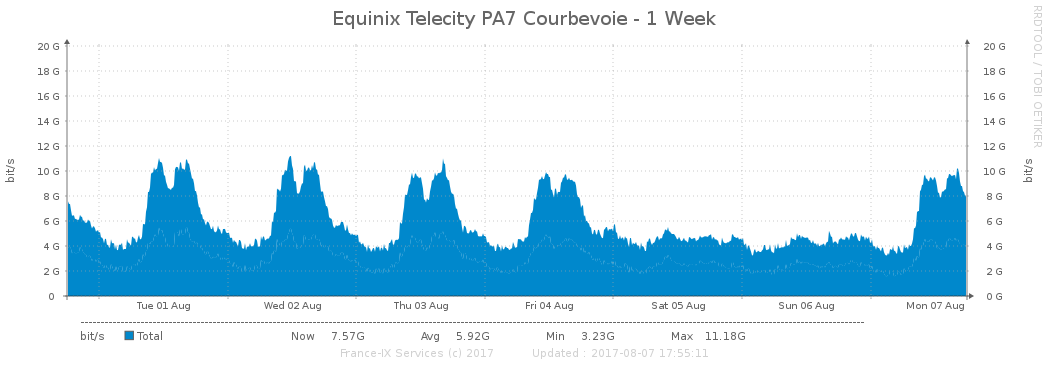 Equinix Telecity PA7 Courbevoie - 1 Week
RRDTOOL / TOBI OETIKER
bit/s
20 G
18 G
16 G
14 G
12 G
10 G
8 G
6 G
4 G
2 G
0
20 G
18 G
16 G
14 G
12 G
10 G
8 G
6 G
4 G
2 G
0 G
bit/s
Tue 01 Aug Wed 02 Aug Thu 03 Aug Fri 04 Aug Sat 05 Aug Sun 06 Aug Mon 07 Aug
bit/s Total Now 7.57G Avg 5.92G Min 3.23G Max 11.18G
France-IX Services (c) 2017 Updated : 2017-08-07 17:55:11